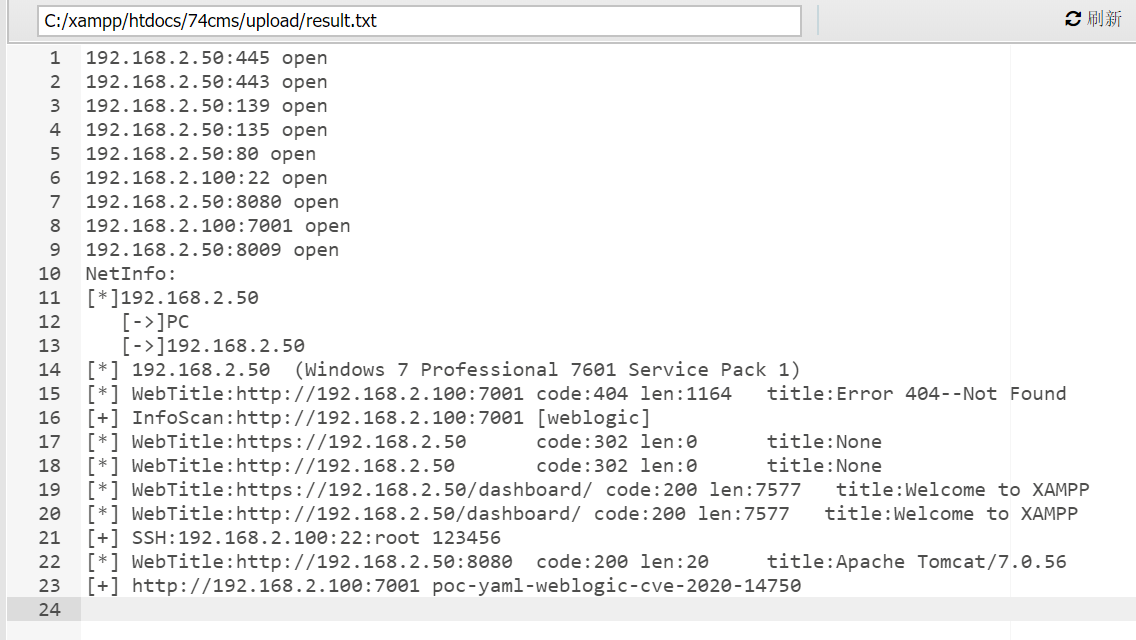 C:/xampp/htdocs/74cms/upload/result.txt
刷新
1 192.168.2.50:445 open
2 192.168.2.50:443 open
3 192.168.2.50:139 open
4 192.168.2.50:135 open
5 192.168.2.50:80 open
6 192.168.2.100:22 open
7 192.168.2.50:8080 open
8 192.168.2.100:7001 open
9 192.168.2.50:8009 open
10 NetInfo:
11 [*]192.168.2.50
12    [->]PC
13    [->]192.168.2.50
14 [*] 192.168.2.50  (Windows 7 Professional 7601 Service Pack 1)
15 [*] WebTitle:http://192.168.2.100:7001 code:404 len:1164   title:Error 404--Not Found
16 [+] InfoScan:http://192.168.2.100:7001 [weblogic]
17 [*] WebTitle:https://192.168.2.50      code:302 len:0      title:None
18 [*] WebTitle:http://192.168.2.50       code:302 len:0      title:None
19 [*] WebTitle:https://192.168.2.50/dashboard/ code:200 len:7577   title:Welcome to XAMPP
20 [*] WebTitle:http://192.168.2.50/dashboard/ code:200 len:7577   title:Welcome to XAMPP
21 [+] SSH:192.168.2.100:22:root 123456
22 [*] WebTitle:http://192.168.2.50:8080  code:200 len:20     title:Apache Tomcat/7.0.56
23 [+] http://192.168.2.100:7001 poc-yaml-weblogic-cve-2020-14750
24